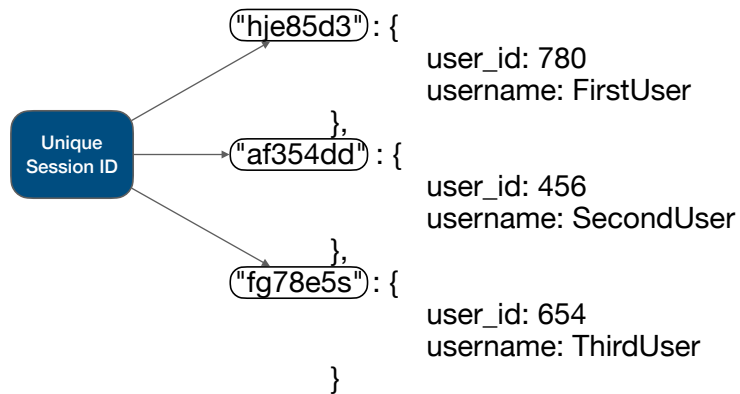 "hje85d3" : {
user_id: 780
username: FirstUser
},
Unique
Session ID
"af354dd" : {
user_id: 456
username: SecondUser
},
"fg78e5s" : {
user_id: 654
username: ThirdUser
}